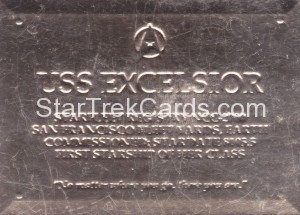 USS EXCELSIOR
StarTrekCards.com
SAN FRANCISCO FLEET YARDS, EARTH
COMMISSIONED: STARDATE
FIRST STARSHIP OF HER CLASS
"No matter where you go, there you are."